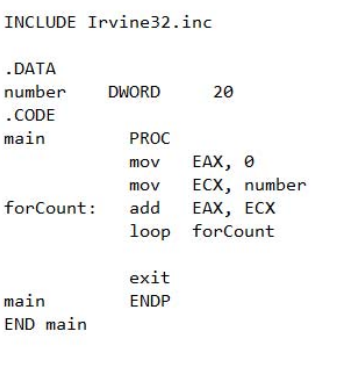 INCLUDE Irvine32.inc
.DATA
number DWORD 20
.CODE
main PROC
mov EAX, 0
mov ECX, number
forCount: add EAX, ECX
loop forCount
exit
main ENDP
END main